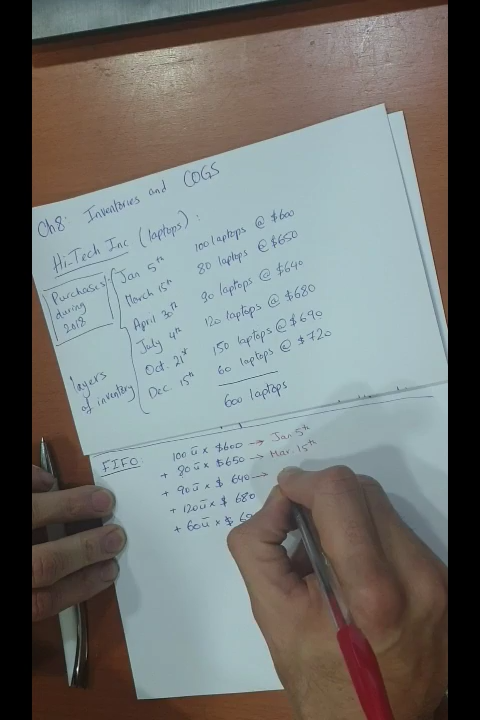 Ch8: Inventories and COGS
Hi-Tech Inc (laptops):
Purchases
during
2018
Jan 5th 100 laptops @ $600
March 15th 80 laptops @ $650
April 30th 90 laptops @ $640
July 4th 120 laptops @ $680
Oct. 21st 150 laptops @ $690
Dec. 15th 60 laptops @ $720
layers
of inventory
600 laptops
FIFO: 100 ū x $600 → Jan 5th
+ 80 ū x $650 → Mar. 15th
+ 90 ū x $ 640 →
+ 120 ū x $ 680
+ 60 ū x $